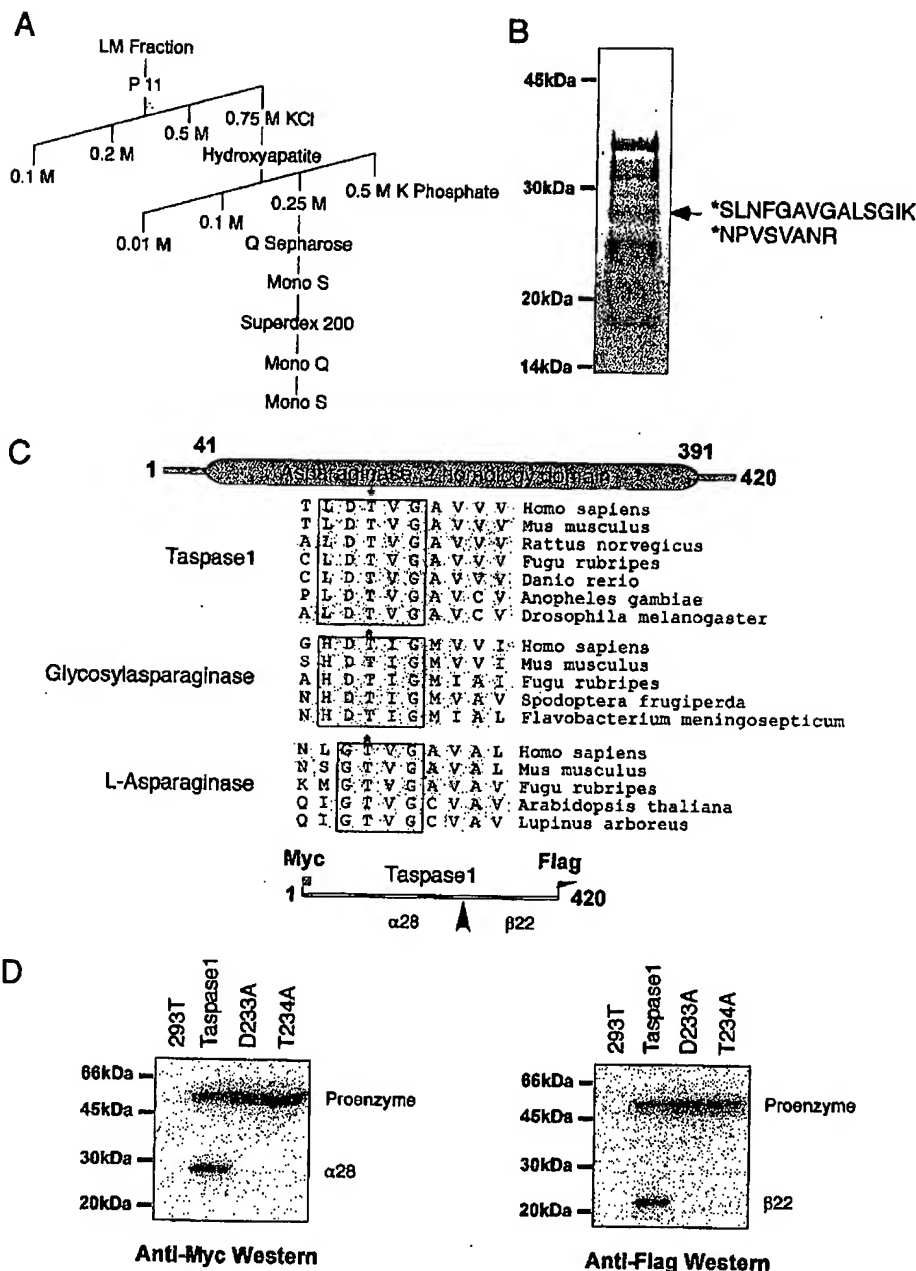 A
LM Fraction
P 11
0.1 M
0.2 M
0.5 M
0.75 M KCl
Hydroxyapatite
0.01 M
0.1 M
0.25 M
0.5 M K Phosphate
Q Sepharose
Mono S
Superdex 200
Mono Q
Mono S
B
45kDa
30kDa
20kDa
14kDa
*SLNFGAVGALSGIK
*NPVSVANR
C
41
391
1
420
Asparaginase 2 homology domain
*
Taspase1
T L D T V G A V V V Homo sapiens
T L D T V G A V V V Mus musculus
A L D T V G A V V V Rattus norvegicus
C L D T V G A V V V Fugu rubripes
C L D T V G A V V V Danio rerio
P L D T V G A V C V Anopheles gambiae
A L D T V G A V C V Drosophila melanogaster
*
Glycosylasparaginase
G H D T I G M V V I Homo sapiens
S H D T I G M V V I Mus musculus
A H D T I G M I A I Fugu rubripes
N H D T I G M V A V Spodoptera frugiperda
N H D T I G M I A L Flavobacterium meningosepticum
*
L-Asparaginase
N L G T V G A V A L Homo sapiens
N S G T V G A V A L Mus musculus
K M G T V G A V A V Fugu rubripes
Q I G T V G C V A V Arabidopsis thaliana
Q I G T V G C V A V Lupinus arboreus
Myc
Flag
Taspase1
1
420
α28
β22
D
293T
Taspase1
D233A
T234A
66kDa
45kDa
30kDa
20kDa
Proenzyme
α28
Anti-Myc Western
293T
Taspase1
D233A
T234A
66kDa
45kDa
30kDa
20kDa
Proenzyme
β22
Anti-Flag Western